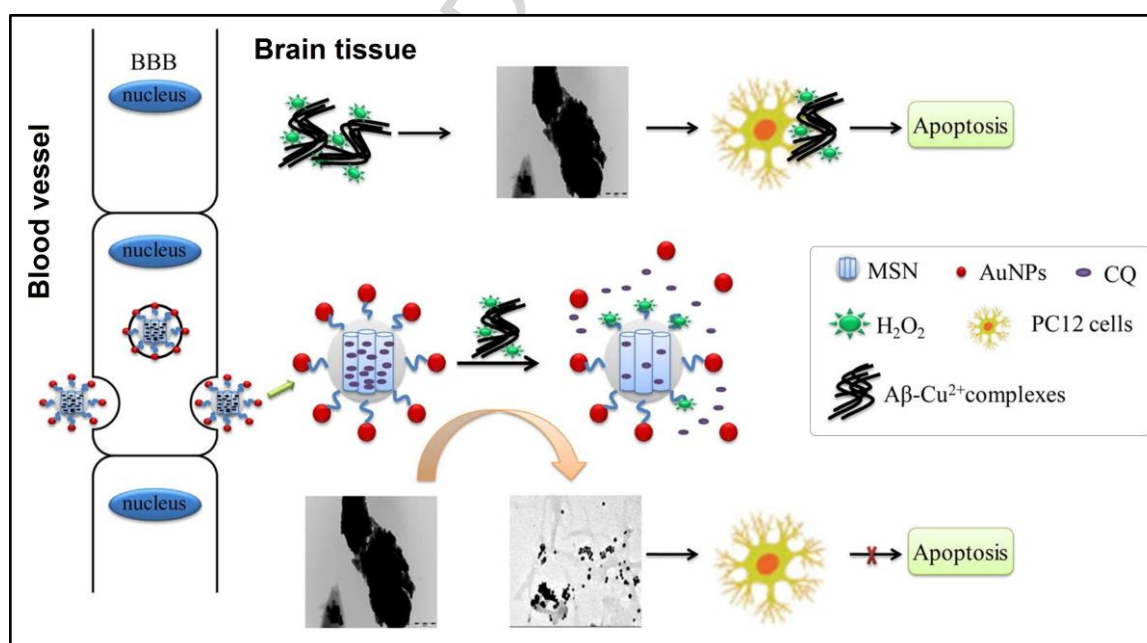 D
BBB
Brain tissue
nucleus
Apoptosis
Blood vessel
nucleus
MSN AuNPs CQ
H₂O₂ PC12 cells
Aβ-Cu²⁺complexes
nucleus
Apoptosis